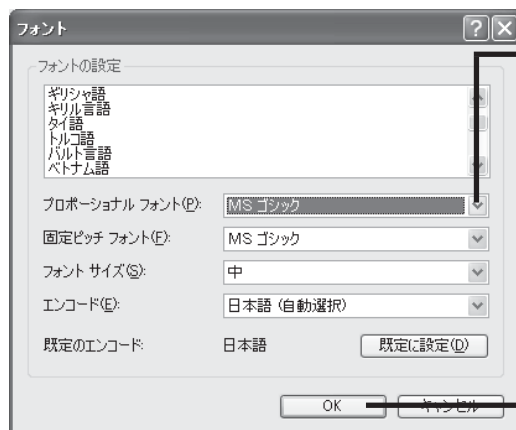 フォント
フォントの設定
ギリシャ語
キリル言語
タイ語
トルコ語
バルト言語
ベトナム語
プロポーショナル フォント(P): MS ゴシック
固定ピッチ フォント(F): MS ゴシック
フォント サイズ(S): 中
エンコード(E): 日本語 (自動選択)
既定のエンコード: 日本語 既定に設定(D)
OK キャンセル